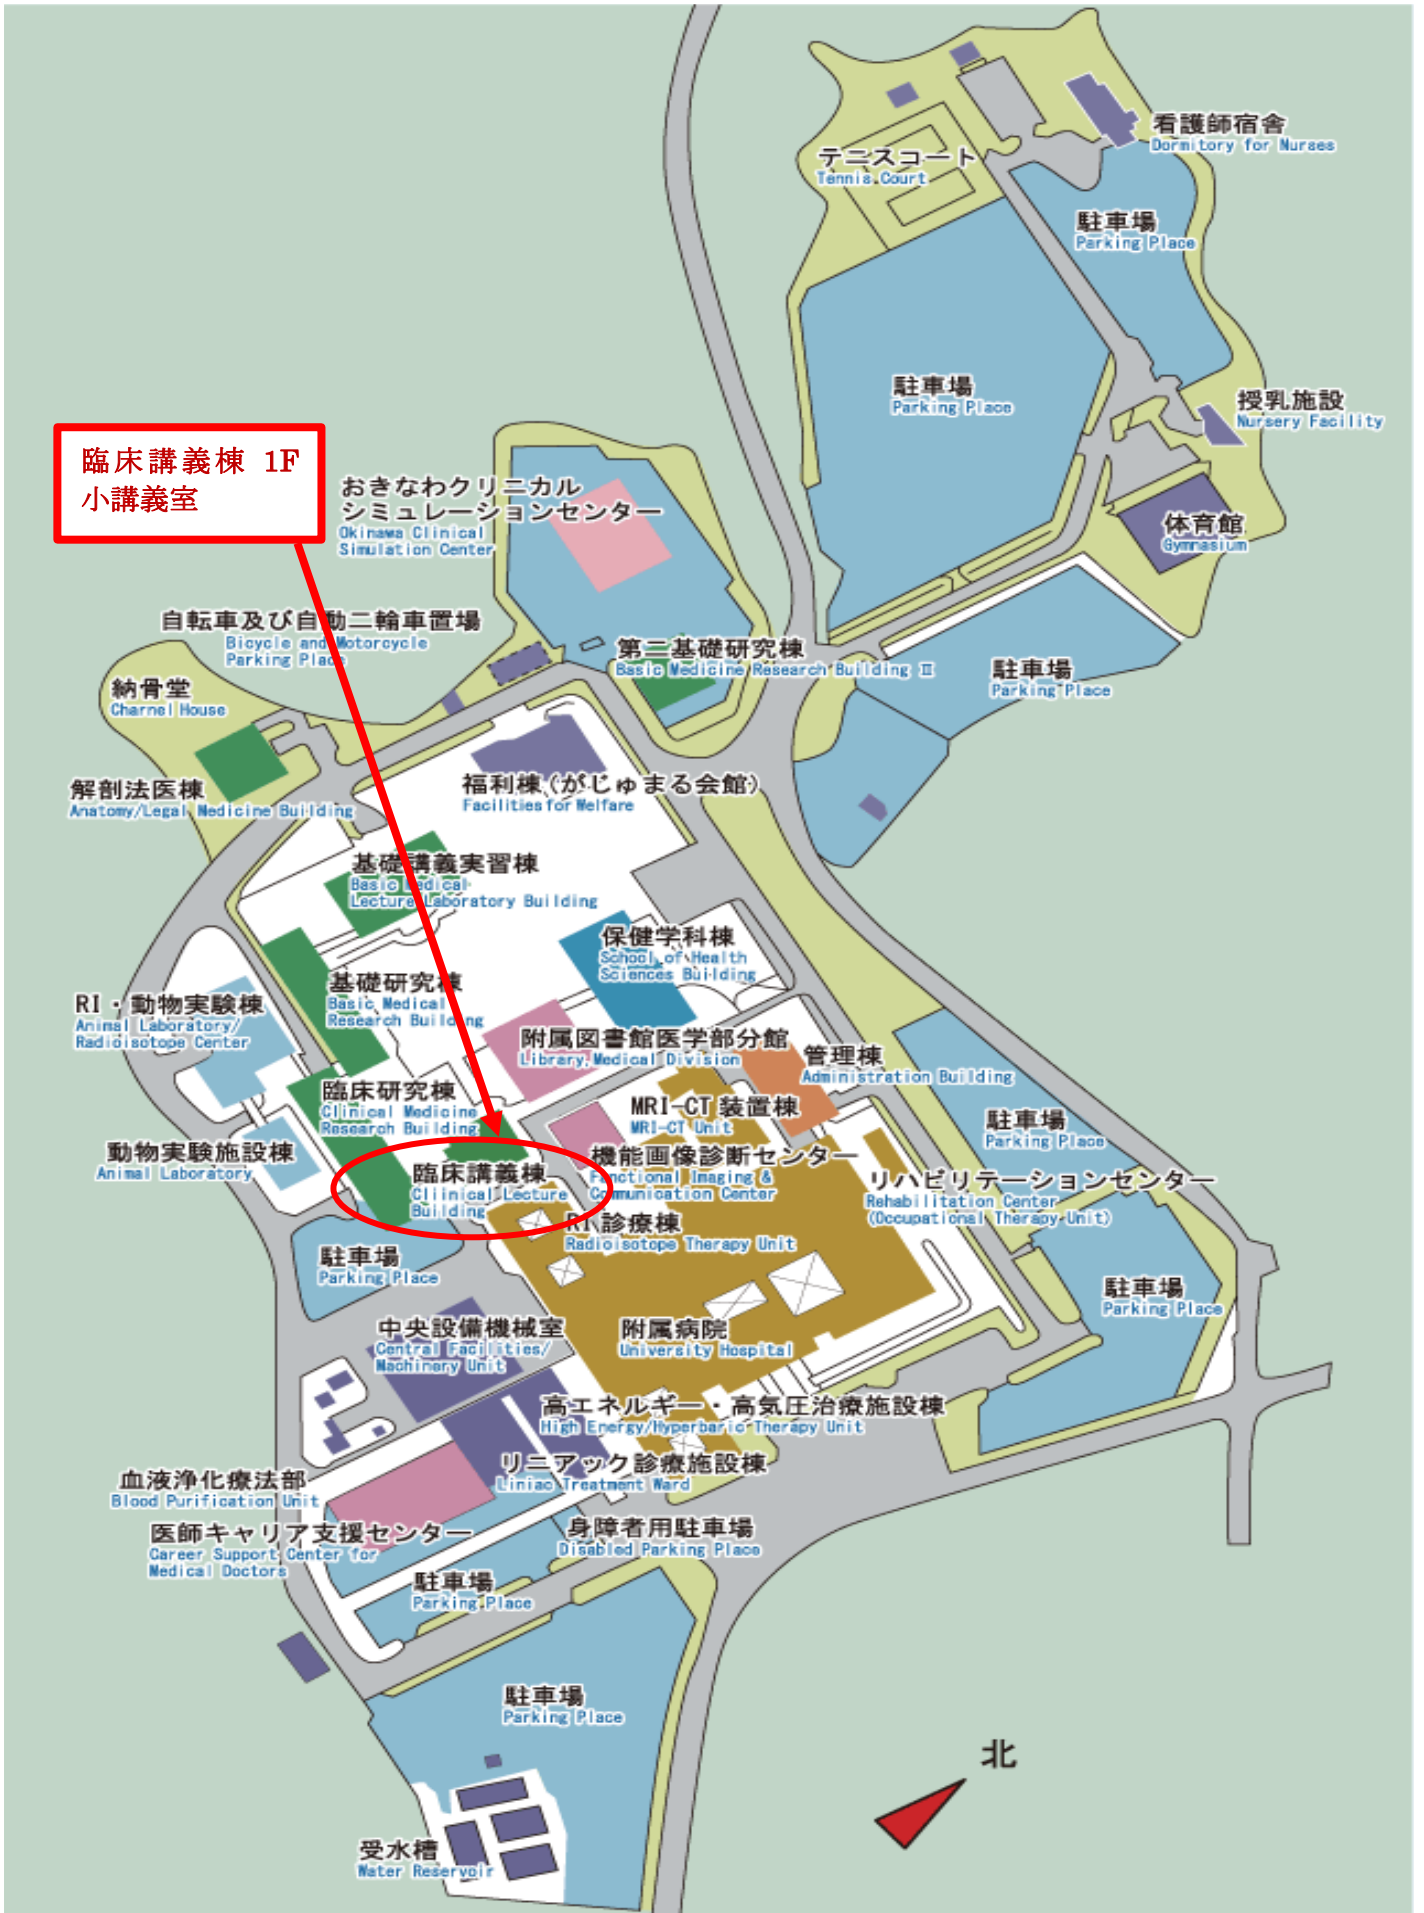 看護師宿舎
Dormitory for Nurses
テニスコート
Tennis Court
駐車場
Parking Place
駐車場
Parking Place
授乳施設
Nursery Facility
臨床講義棟 1F
小講義室
おきなわクリニカル
シミュレーションセンター
Okinawa Clinical
Simulation Center
体育館
Gymnasium
自転車及び自動二輪車置場
Bicycle and Motorcycle
Parking Place
第二基礎研究棟
Basic Medicine Research Building Ⅱ
駐車場
Parking Place
納骨堂
Charnel House
解剖法医棟
Anatomy/Legal Medicine Building
福利棟(がじゅまる会館)
Facilities for Welfare
基礎講義実習棟
Basic Medical
Lecture Laboratory Building
保健学科棟
School of Health
Sciences Building
基礎研究棟
Basic Medical
Research Building
RI・動物実験棟
Animal Laboratory/
Radioisotope Center
附属図書館医学部分館
Library, Medical Division
管理棟
Administration Building
臨床研究棟
Clinical Medicine
Research Building
MRI-CT 装置棟
MRI-CT Unit
駐車場
Parking Place
動物実験施設棟
Animal Laboratory
機能画像診断センター
Functional Imaging &
Communication Center
臨床講義棟
Cliinical Lecture
Building
リハビリテーションセンター
Rehabilitation Center
(Occupational Therapy Unit)
RI 診療棟
Radioisotope Therapy Unit
駐車場
Parking Place
駐車場
Parking Place
中央設備機械室
Central Facilities/
Machinery Unit
附属病院
University Hospital
高エネルギー・高気圧治療施設棟
High Energy/Hyperbaric Therapy Unit
リニアック診療施設棟
Liniac Treatment Ward
血液浄化療法部
Blood Purification Unit
医師キャリア支援センター
Career Support Center for
Medical Doctors
身障者用駐車場
Disabled Parking Place
駐車場
Parking Place
駐車場
Parking Place
北
受水槽
Water Reservoir